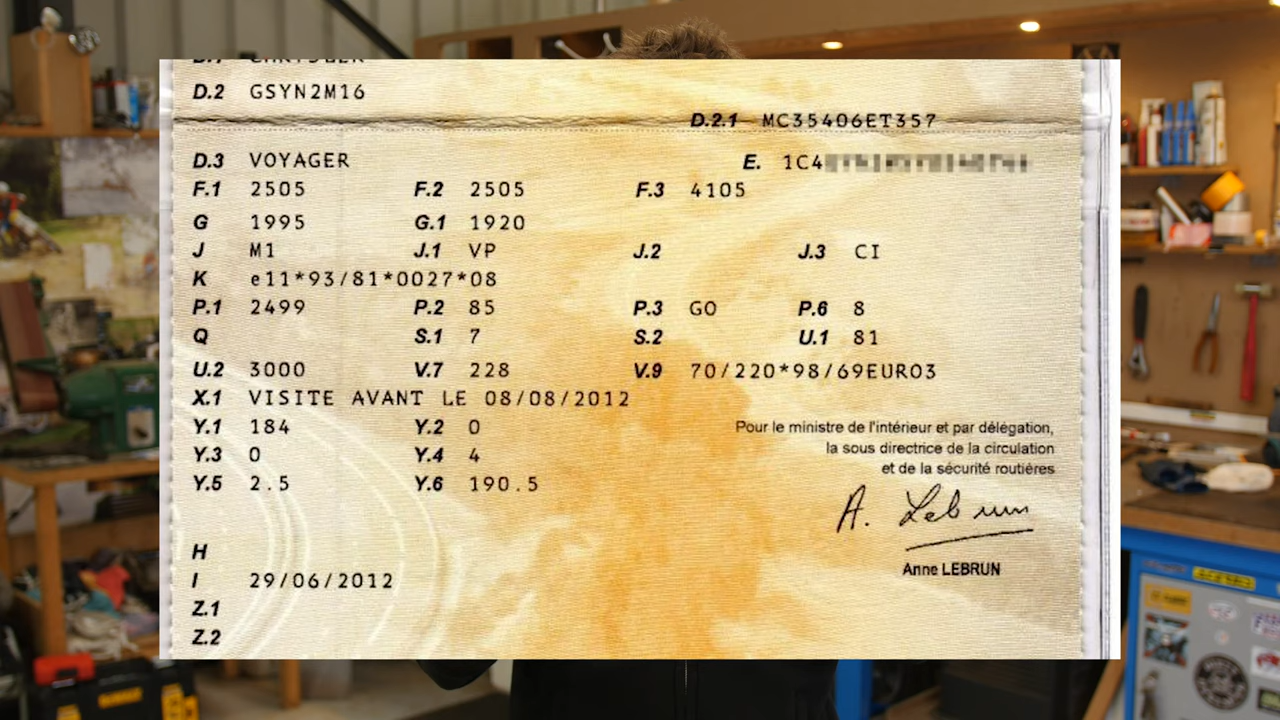 D.1 CHRYSLER
D.2 GSYN2M16
D.2.1 MC35406ET357
D.3 VOYAGER E. 1C4
F.1 2505 F.2 2505 F.3 4105
G 1995 G.1 1920
J M1 J.1 VP J.2 J.3 CI
K e11*93/81*0027*08
P.1 2499 P.2 85 P.3 GO P.6 8
Q S.1 7 S.2 U.1 81
U.2 3000 V.7 228 V.9 70/220*98/69EURO3
X.1 VISITE AVANT LE 08/08/2012
Y.1 184 Y.2 0
Y.3 0 Y.4 4
Y.5 2.5 Y.6 190.5
Pour le ministre de l'intérieur et par délégation,
la sous directrice de la circulation
et de la sécurité routières
A. Lebrun
Anne LEBRUN
H
I 29/06/2012
Z.1
Z.2